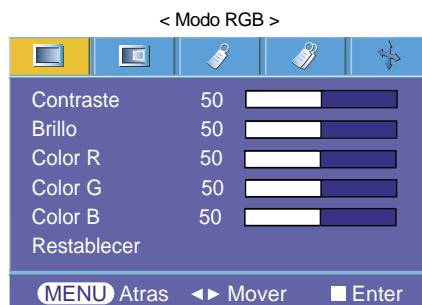 < Modo RGB >
Contraste 50
Brillo 50
Color R 50
Color G 50
Color B 50
Restablecer
MENU Atras ◄► Mover ■ Enter